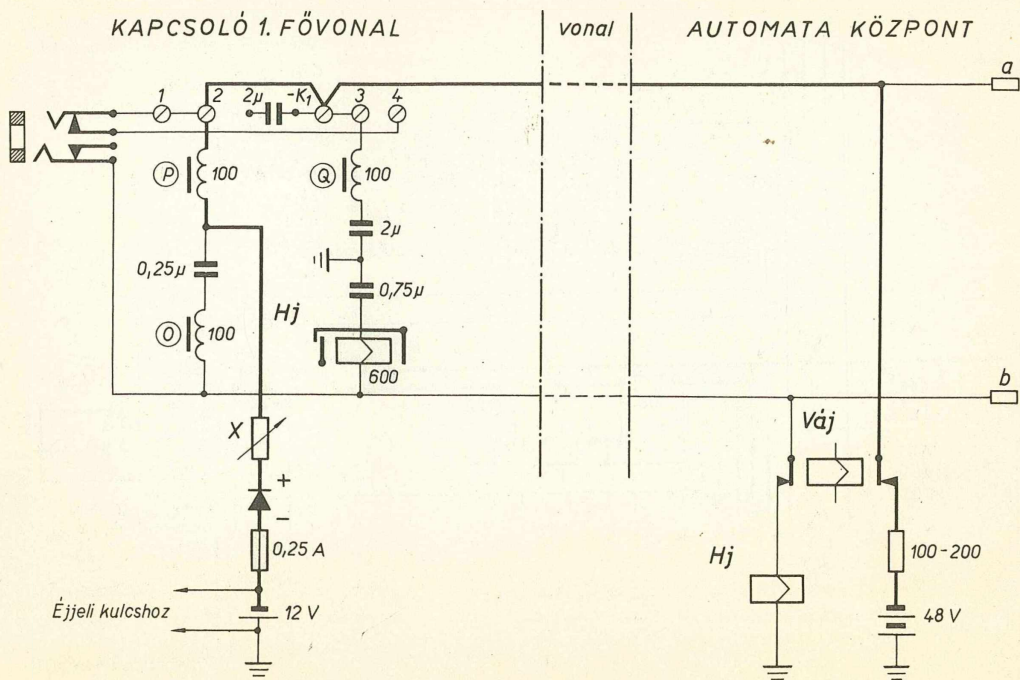 KAPCSOLÓ 1. FŐVONAL
vonal
AUTOMATA KÖZPONT
a
1
2
2µ
-K₁
3
4
P
100
Q
100
2µ
0,25µ
0,75µ
Hj
O
100
600
b
X
Váj
+
-
0,25 A
Hj
100-200
Éjjeli kulcshoz
12 V
48 V